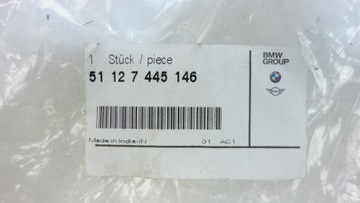 1 Stück / piece
51 12 7 445 146
Made in India-IN 01 AC1
BMW
GROUP